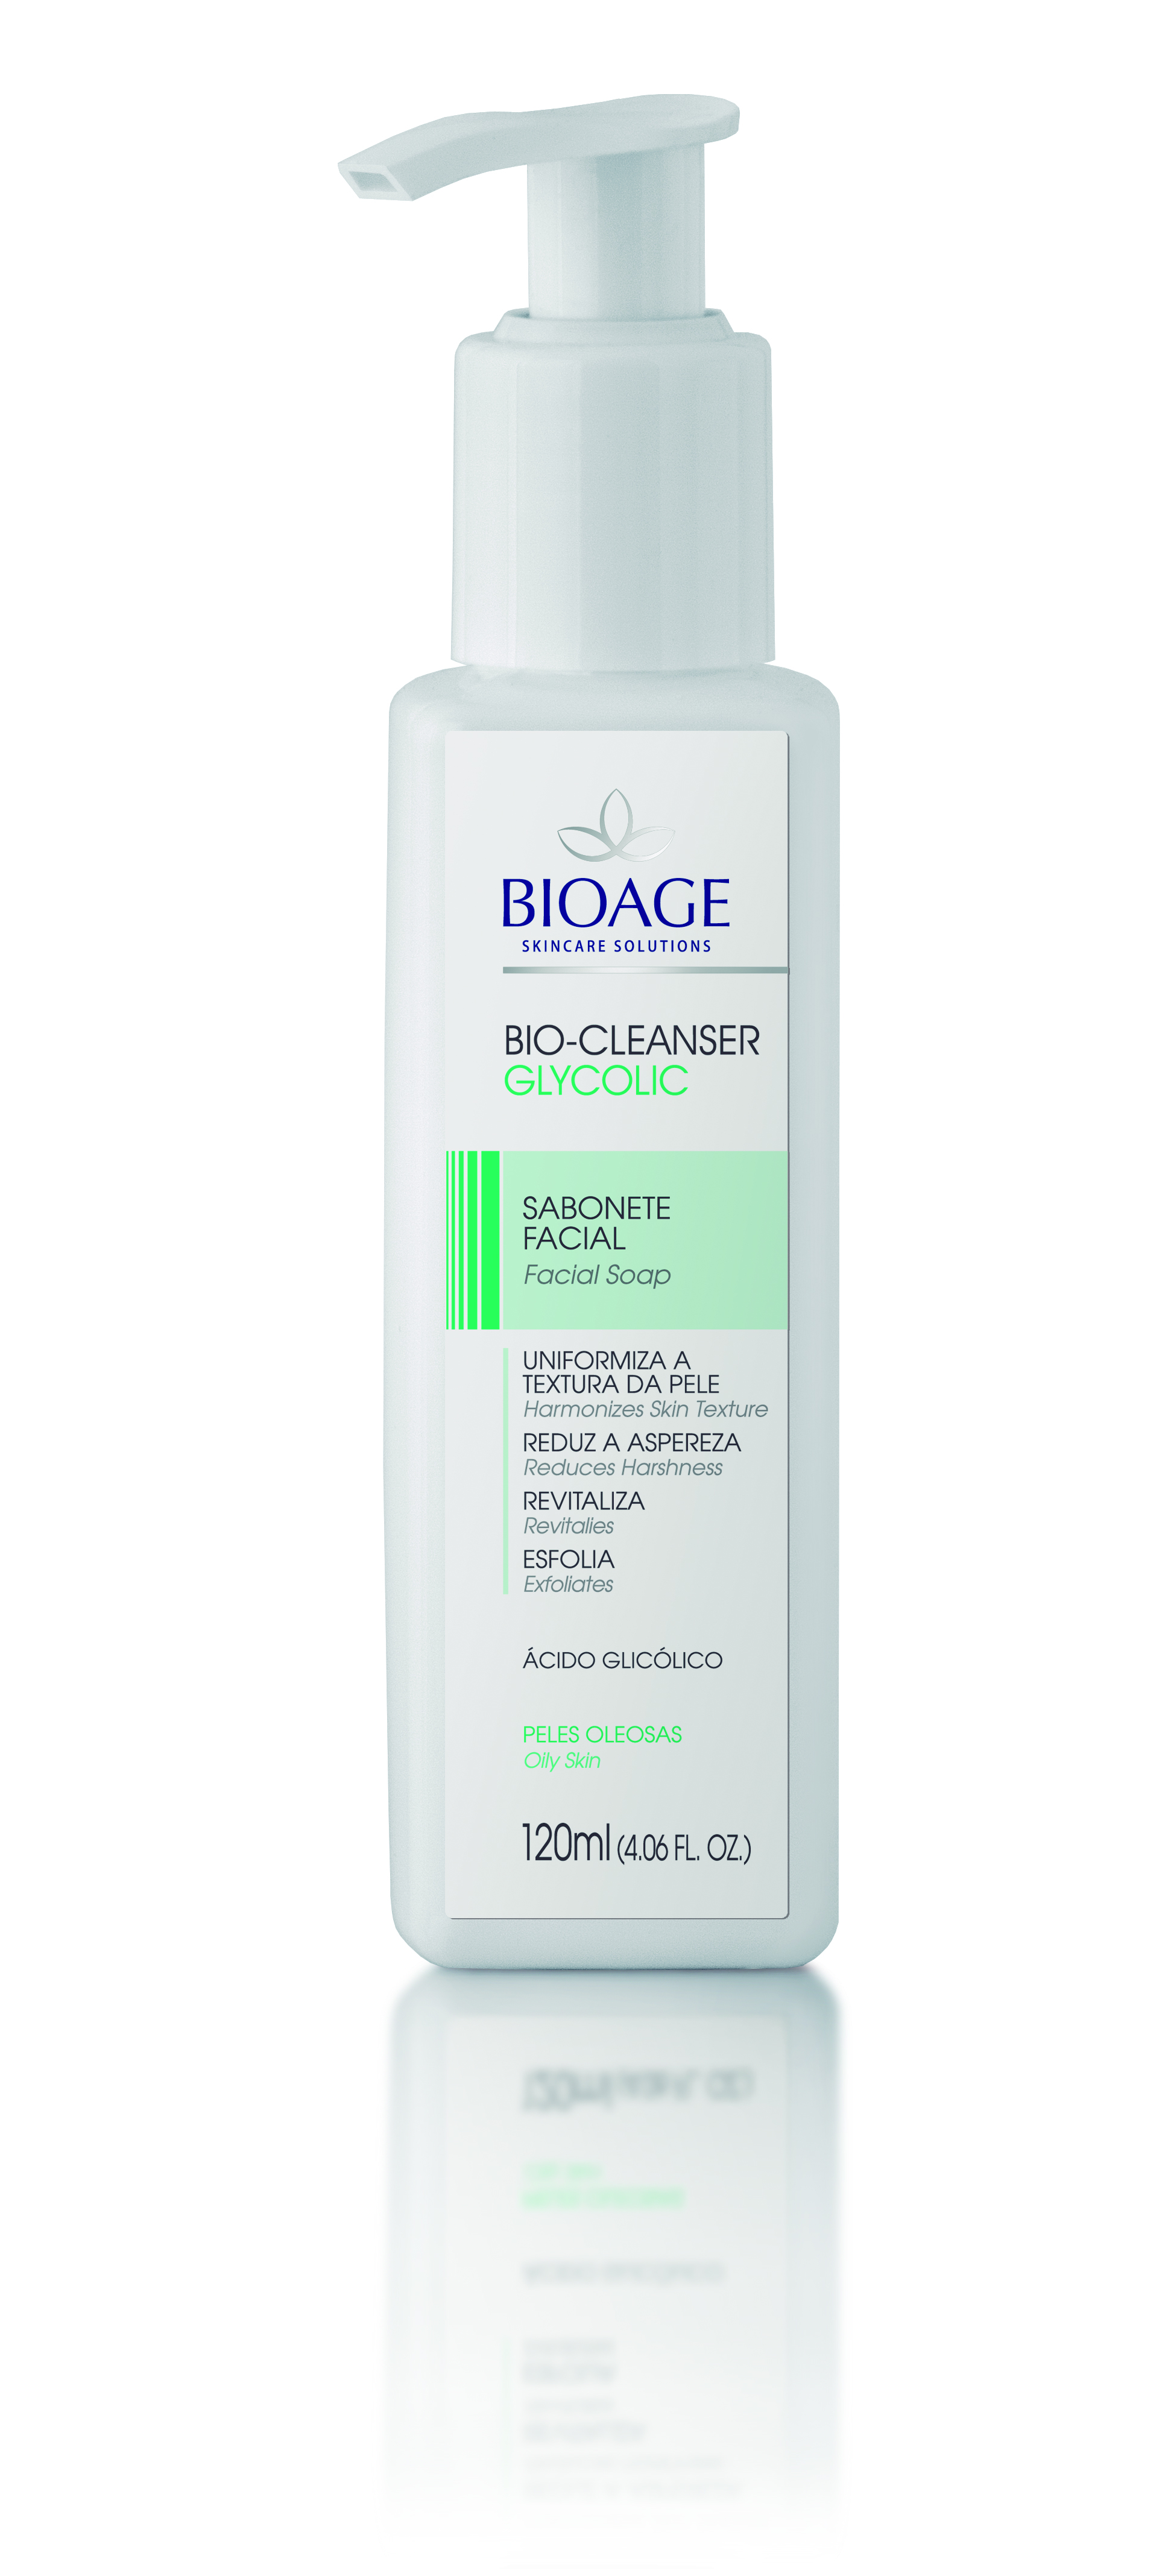 BIOAGE
SKINCARE SOLUTIONS
BIO-CLEANSER
GLYCOLIC
SABONETE
FACIAL
Facial Soap
UNIFORMIZA A
TEXTURA DA PELE
Harmonizes Skin Texture
REDUZ A ASPEREZA
Reduces Harshness
REVITALIZA
Revitalies
ESFOLIA
Exfoliates
ÁCIDO GLICÓLICO
PELES OLEOSAS
Oily Skin
120ml (4.06 FL. OZ.)